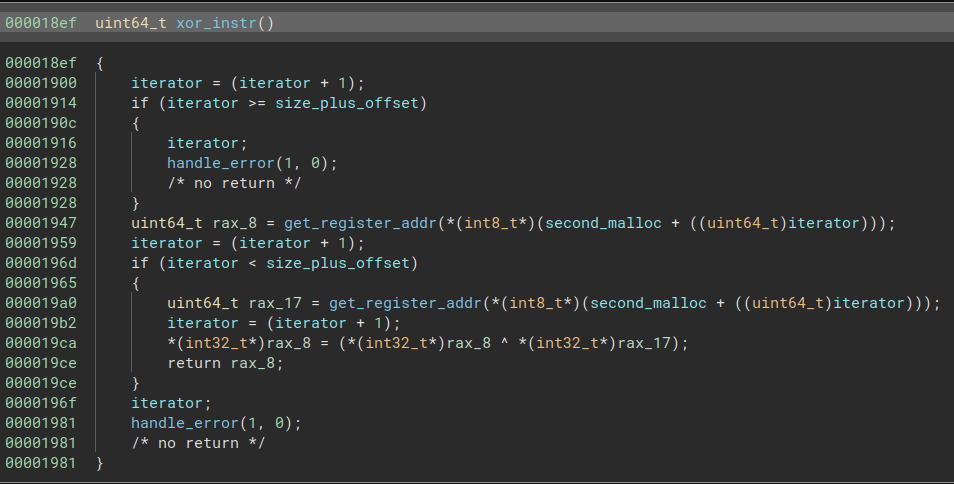 000018ef uint64_t xor_instr()
000018ef {
00001900 iterator = (iterator + 1);
00001914 if (iterator >= size_plus_offset)
0000190c {
00001916 iterator;
00001928 handle_error(1, 0);
00001928 /* no return */
00001928 }
00001947 uint64_t rax_8 = get_register_addr(*(int8_t*)(second_malloc + ((uint64_t)iterator)));
00001959 iterator = (iterator + 1);
0000196d if (iterator < size_plus_offset)
00001965 {
000019a0 uint64_t rax_17 = get_register_addr(*(int8_t*)(second_malloc + ((uint64_t)iterator)));
000019b2 iterator = (iterator + 1);
000019ca *(int32_t*)rax_8 = (*(int32_t*)rax_8 ^ *(int32_t*)rax_17);
000019ce return rax_8;
000019ce }
0000196f iterator;
00001981 handle_error(1, 0);
00001981 /* no return */
00001981 }